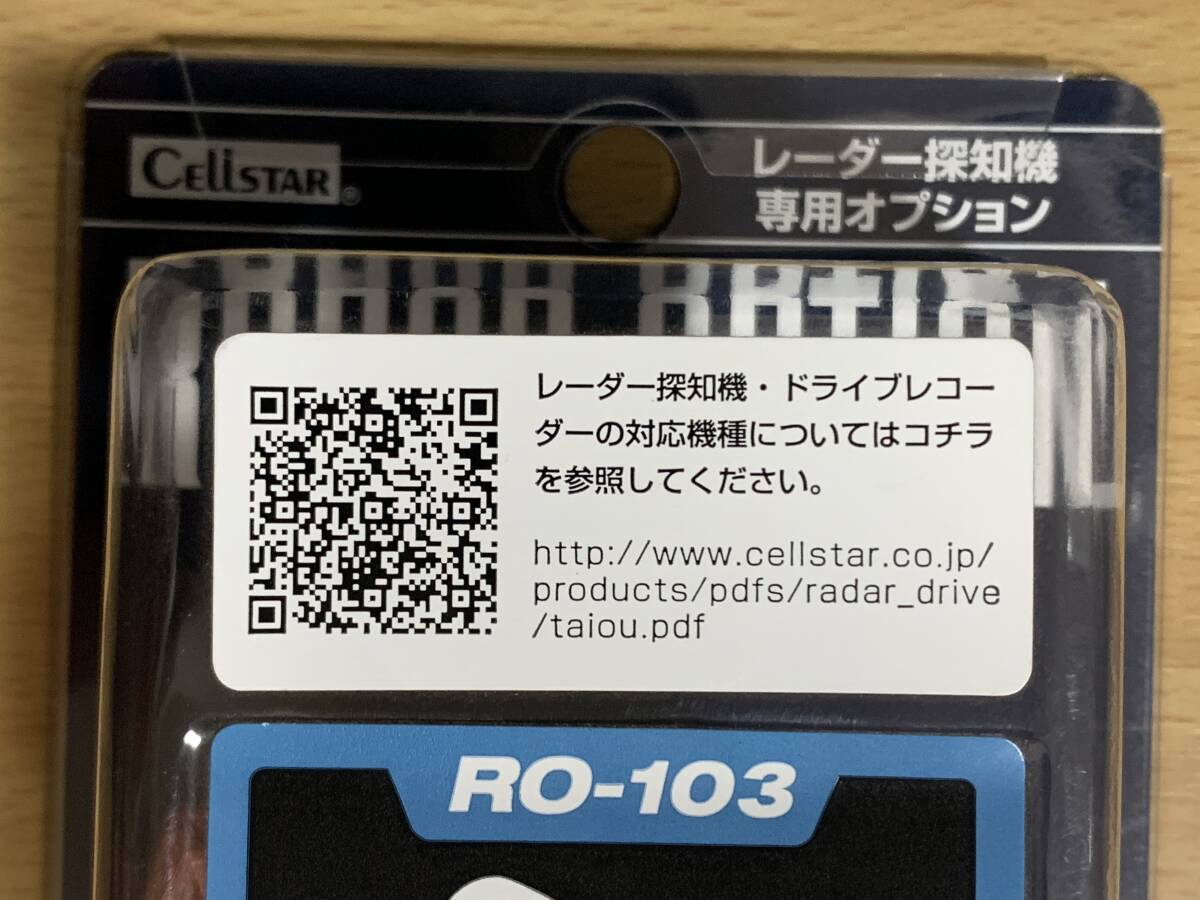 CELLSTAR®
レーダー探知機
専用オプション
レーダー探知機・ドライブレコー
ダーの対応機種についてはコチラ
を参照してください。
http://www.cellstar.co.jp/
products/pdfs/radar_drive
/taiou.pdf
RO-103